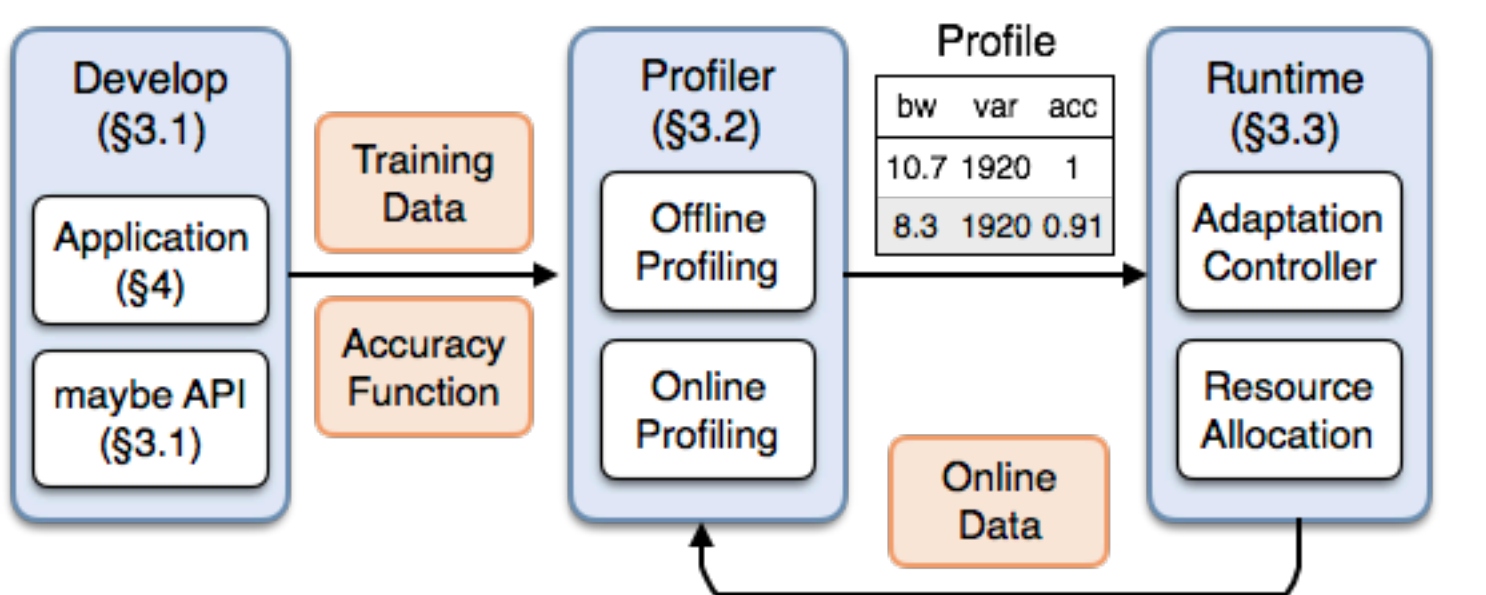 Develop
(§3.1)
Application
(§4)
maybe API
(§3.1)
Training
Data
Accuracy
Function
Profiler
(§3.2)
Offline
Profiling
Online
Profiling
Profile
bw var acc
10.7 1920 1
8.3 1920 0.91
Online
Data
Runtime
(§3.3)
Adaptation
Controller
Resource
Allocation